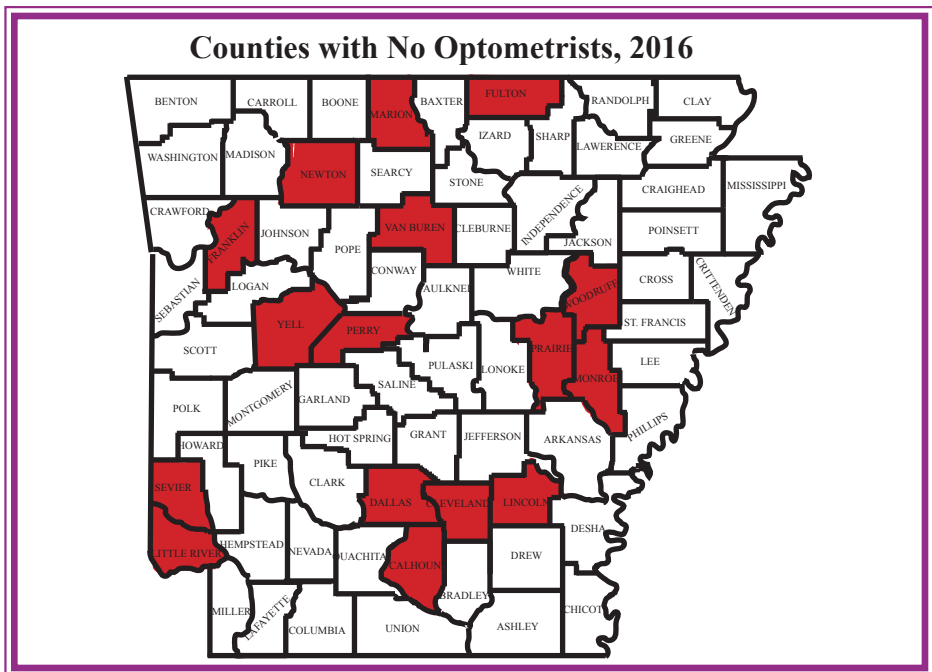 Counties with No Optometrists, 2016
BENTON
CARROLL
BOONE
MARION
BAXTER
FULTON
RANDOLPH
CLAY
IZARD
SHARP
LAWERENCE
GREENE
WASHINGTON
MADISON
NEWTON
SEARCY
STONE
INDEPENDENCE
CRAIGHEAD
MISSISSIPPI
CRAWFORD
FRANKLIN
JOHNSON
POPE
VAN BUREN
CLEBURNE
JACKSON
POINSETT
SEBASTIAN
LOGAN
CONWAY
AULKNER
WHITE
WOODRUFF
CROSS
CRITTENDEN
YELL
PERRY
ST. FRANCIS
SCOTT
PULASKI
LONOKE
PRAIRIE
MONROE
LEE
POLK
MONTGOMERY
GARLAND
SALINE
PHILLIPS
HOWARD
PIKE
HOT SPRING
GRANT
JEFFERSON
ARKANSAS
SEVIER
CLARK
DALLAS
CLEVELAND
LINCOLN
DESHA
LITTLE RIVER
HEMPSTEAD
NEVADA
OUACHITA
CALHOUN
DREW
BRADLEY
MILLER
LAFAYETTE
COLUMBIA
UNION
ASHLEY
CHICOT